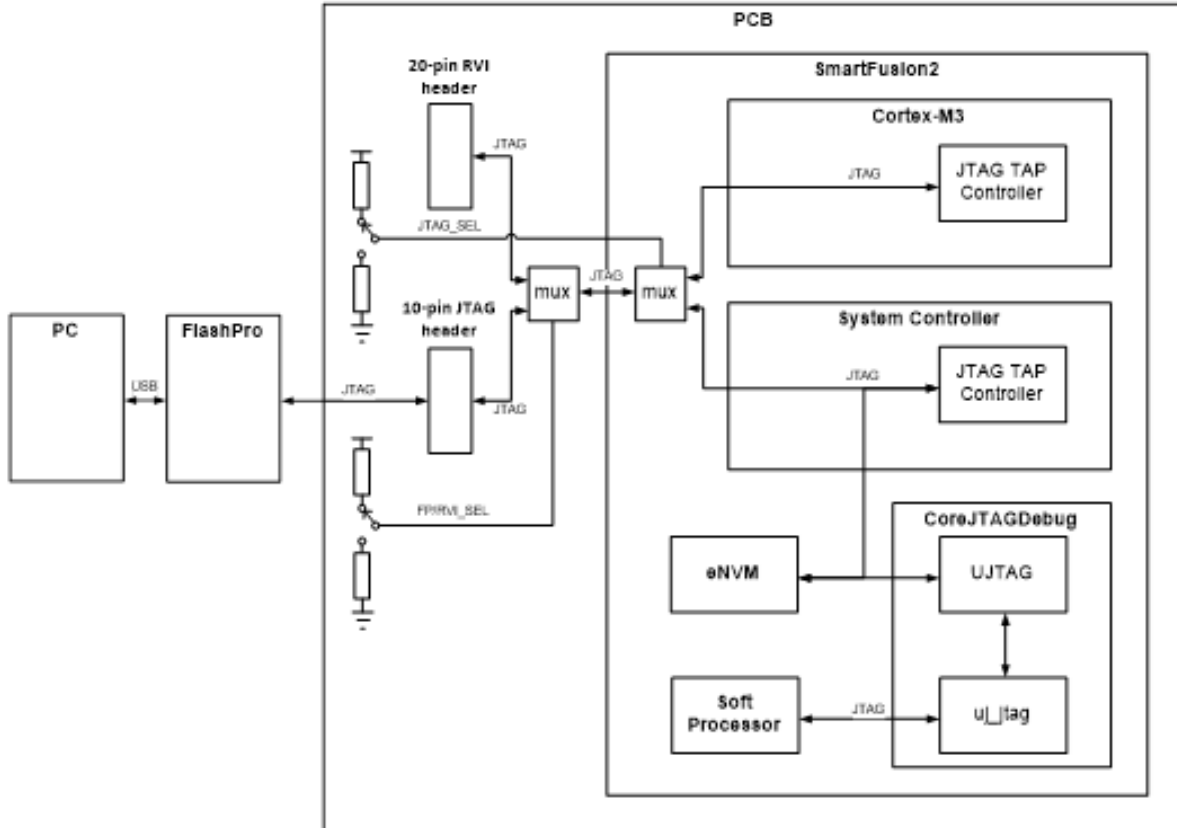 PCB
20-pin RVI
header
SmartFusion2
Cortex-M3
JTAG
JTAG
JTAG TAP
Controller
JTAG_SEL
JTAG
mux
mux
10-pin JTAG
header
System Controller
PC
FlashPro
USB
JTAG
JTAG
JTAG
JTAG TAP
Controller
FP/RVI_SEL
CoreJTAGDebug
eNVM
UJTAG
Soft
Processor
JTAG
uj_jtag